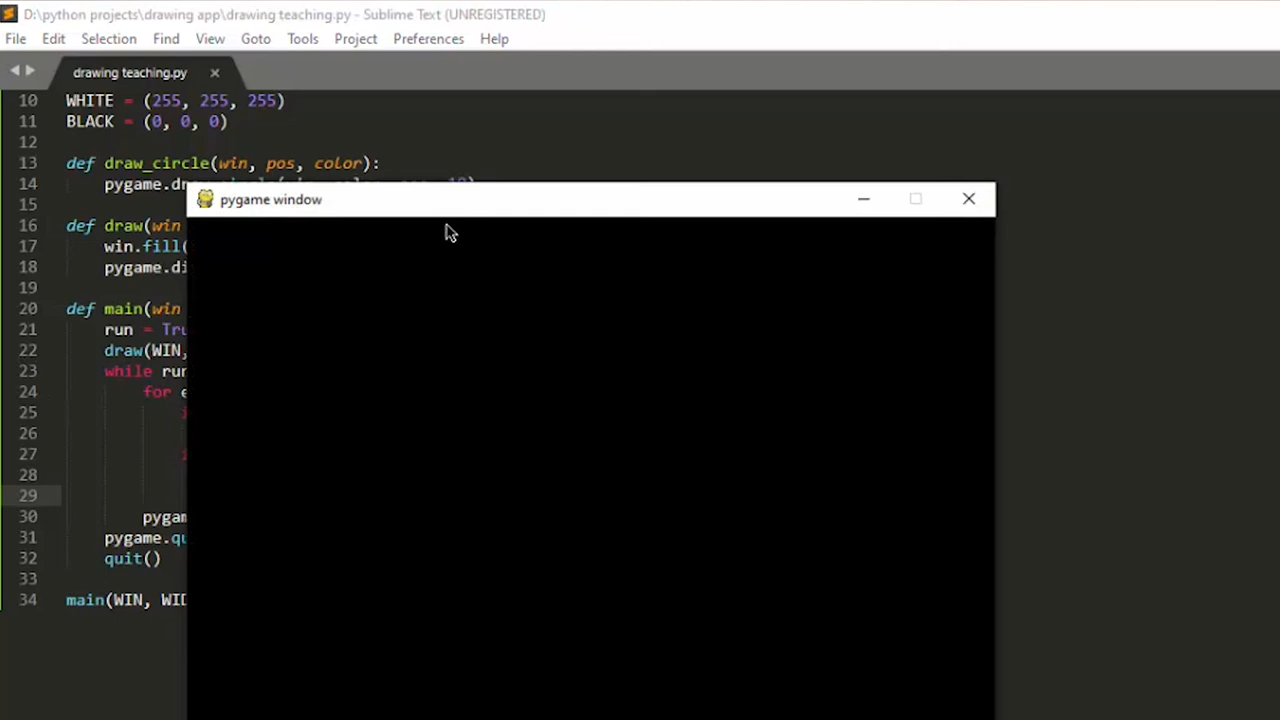 D:\python projects\drawing app\drawing teaching.py - Sublime Text (UNREGISTERED)
File Edit Selection Find View Goto Tools Project Preferences Help
drawing teaching.py
10 WHITE = (255, 255, 255)
11 BLACK = (0, 0, 0)
12
13 def draw_circle(win, pos, color):
14 pygame.dr
15
pygame window
16 def draw(win
17 win.fill(
18 pygame.di
19
20 def main(win
21 run = Tru
22 draw(WIN,
23 while run
24 for e
25
26
27
28
29
30 pygam
31 pygame.qu
32 quit()
33
34 main(WIN, WID